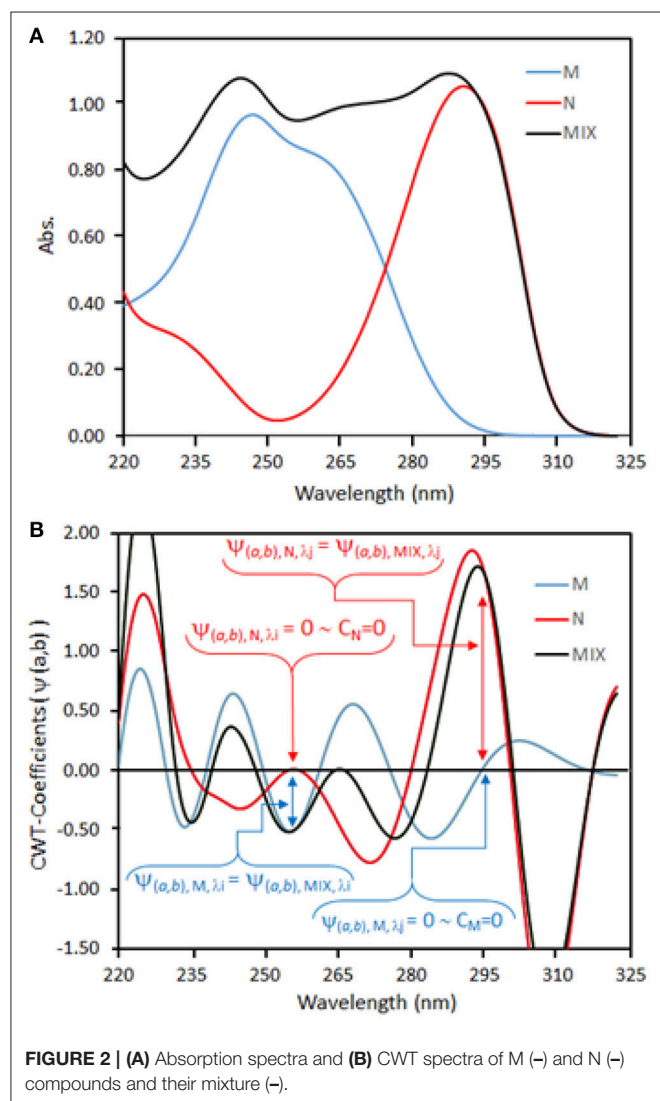 A
1.20
1.00
0.80
0.60
0.40
0.20
0.00
Abs.
M
N
MIX
220 235 250 265 280 295 310 325
Wavelength (nm)
B
2.00
1.50
1.00
0.50
0.00
-0.50
-1.00
-1.50
CWT-Coefficients ( Ψ (a,b) )
Ψ(a,b), N, λj = Ψ(a,b), MIX, λj
Ψ(a,b), N, λi = 0 ~ CN=0
M
N
MIX
Ψ(a,b), M, λi = Ψ(a,b), MIX, λi
Ψ(a,b), M, λj = 0 ~ CM=0
220 235 250 265 280 295 310 325
Wavelength (nm)
FIGURE 2 | (A) Absorption spectra and (B) CWT spectra of M (–) and N (–)
compounds and their mixture (–).